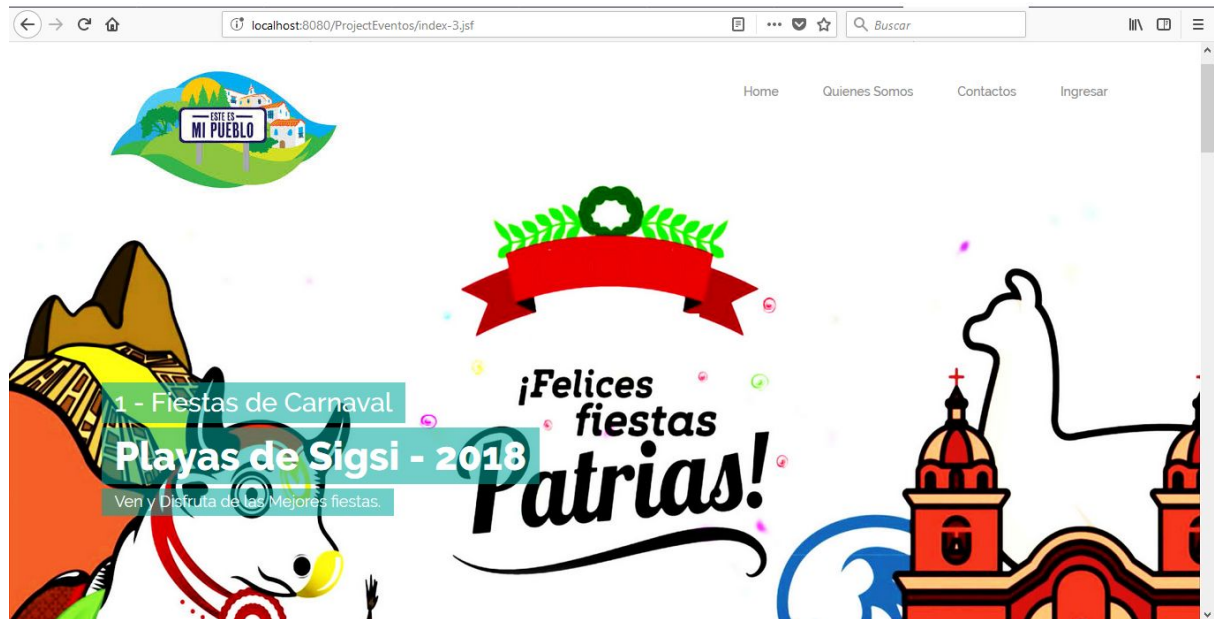 localhost:8080/ProjectEventos/index-3.jsf
Buscar
ESTE ES
MI PUEBLO
Home Quienes Somos Contactos Ingresar
¡Felices
fiestas
Patrias!
1 - Fiestas de Carnaval
Playas de Sigsi - 2018
Ven y Disfruta de las Mejores fiestas.